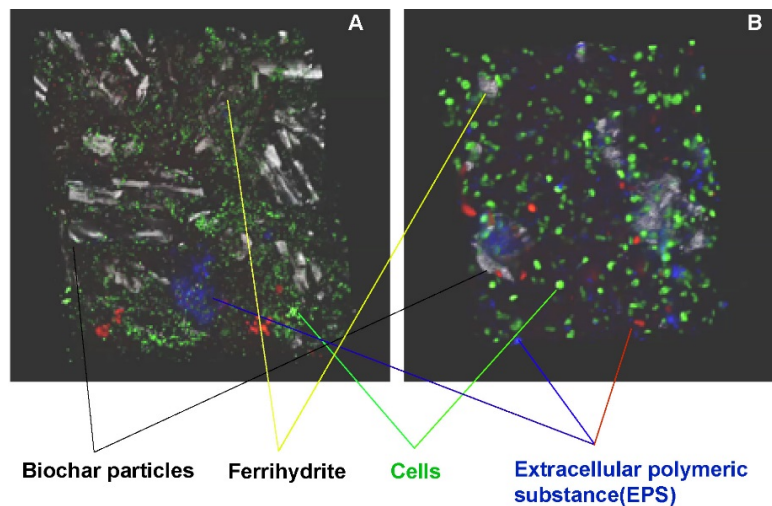 A
B
Biochar particles
Ferrihydrite
Cells
Extracellular polymeric
substance(EPS)